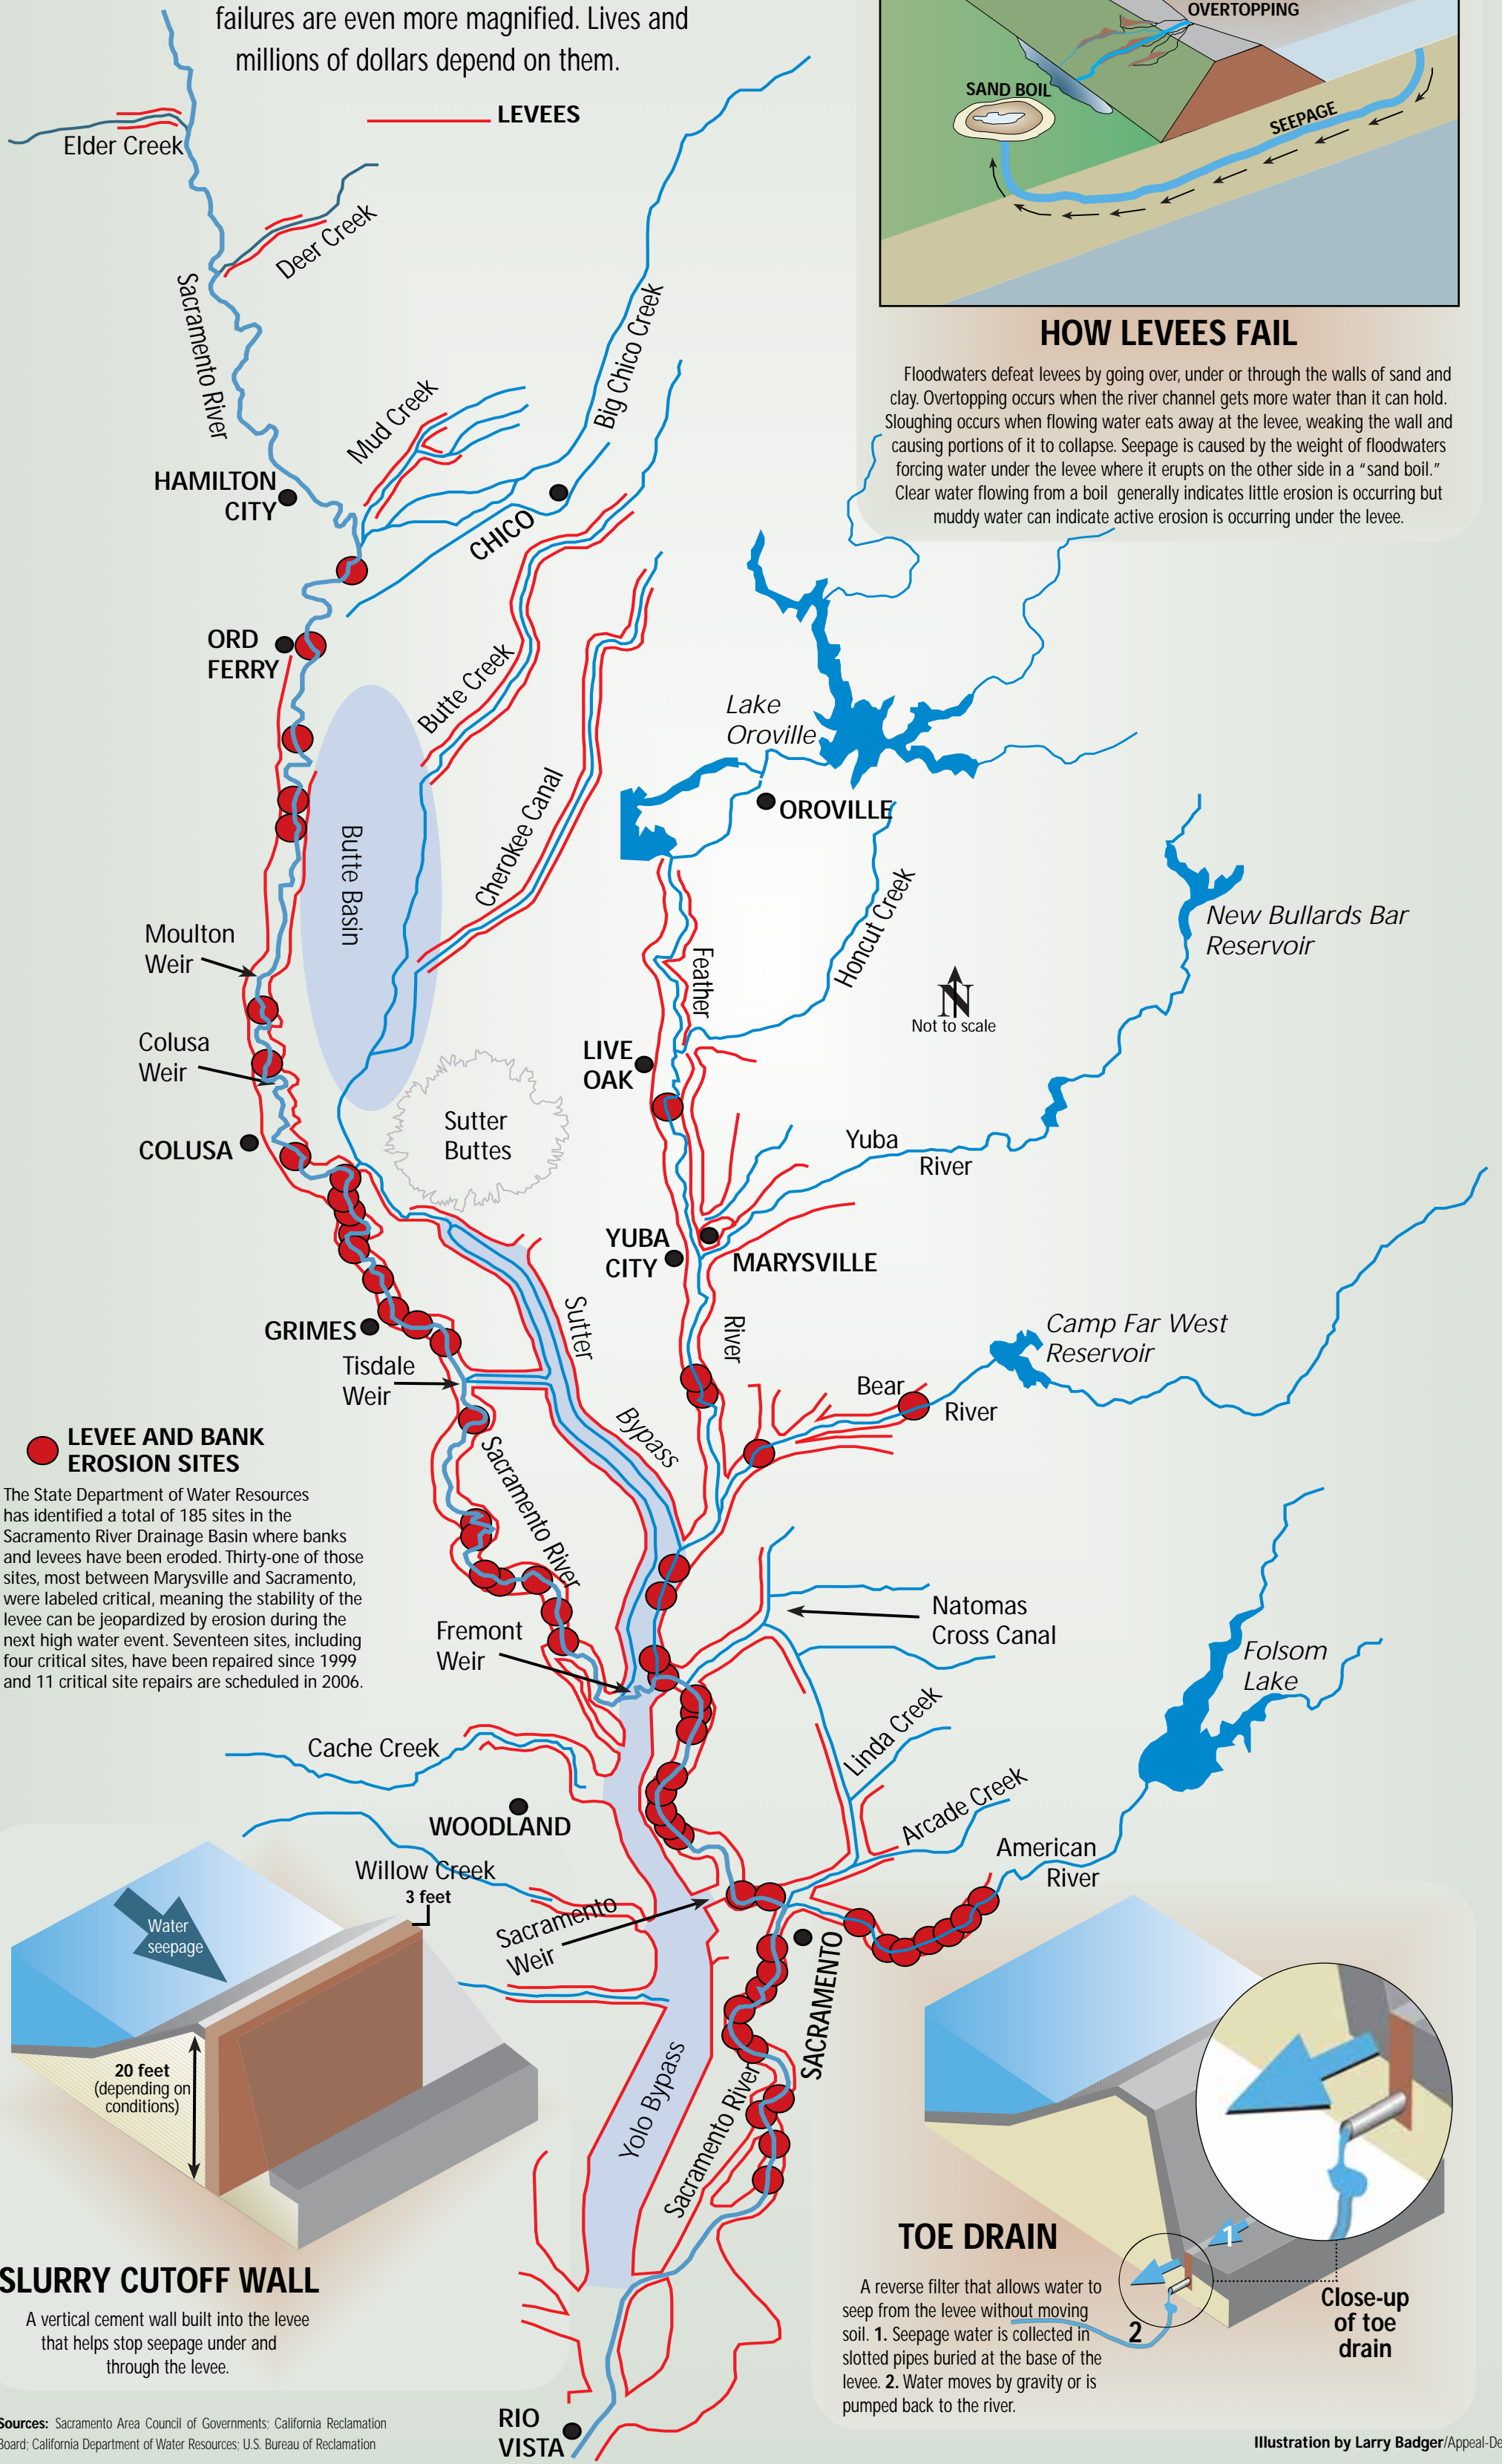 failures are even more magnified. Lives and
millions of dollars depend on them.
LEVEES
OVERTOPPING
SAND BOIL
SEEPAGE
HOW LEVEES FAIL
Floodwaters defeat levees by going over, under or through the walls of sand and
clay. Overtopping occurs when the river channel gets more water than it can hold.
Sloughing occurs when flowing water eats away at the levee, weaking the wall and
causing portions of it to collapse. Seepage is caused by the weight of floodwaters
forcing water under the levee where it erupts on the other side in a “sand boil.”
Clear water flowing from a boil generally indicates little erosion is occurring but
muddy water can indicate active erosion is occurring under the levee.
Elder Creek
Deer Creek
Sacramento River
Big Chico Creek
Mud Creek
HAMILTON
CITY
CHICO
ORD
FERRY
Butte Creek
Lake
Oroville
OROVILLE
Cherokee Canal
Butte Basin
Honcut Creek
New Bullards Bar
Reservoir
Moulton
Weir
Feather
N
Not to scale
Colusa
Weir
LIVE
OAK
COLUSA
Sutter
Buttes
Yuba
River
YUBA
CITY
MARYSVILLE
GRIMES
Sutter
River
Camp Far West
Reservoir
Tisdale
Weir
Bear
River
Bypass
LEVEE AND BANK
EROSION SITES
The State Department of Water Resources
has identified a total of 185 sites in the
Sacramento River Drainage Basin where banks
and levees have been eroded. Thirty-one of those
sites, most between Marysville and Sacramento,
were labeled critical, meaning the stability of the
levee can be jeopardized by erosion during the
next high water event. Seventeen sites, including
four critical sites, have been repaired since 1999
and 11 critical site repairs are scheduled in 2006.
Sacramento River
Fremont
Weir
Natomas
Cross Canal
Folsom
Lake
Cache Creek
Linda Creek
WOODLAND
Arcade Creek
American
River
Willow Creek
Sacramento
Weir
SACRAMENTO
Yolo Bypass
Sacramento River
3 feet
Water
seepage
20 feet
(depending on
conditions)
SLURRY CUTOFF WALL
A vertical cement wall built into the levee
that helps stop seepage under and
through the levee.
TOE DRAIN
A reverse filter that allows water to
seep from the levee without moving
soil. 1. Seepage water is collected in
slotted pipes buried at the base of the
levee. 2. Water moves by gravity or is
pumped back to the river.
1
2
Close-up
of toe
drain
RIO
VISTA
Sources: Sacramento Area Council of Governments; California Reclamation
Board; California Department of Water Resources; U.S. Bureau of Reclamation
Illustration by Larry Badger/Appeal-De